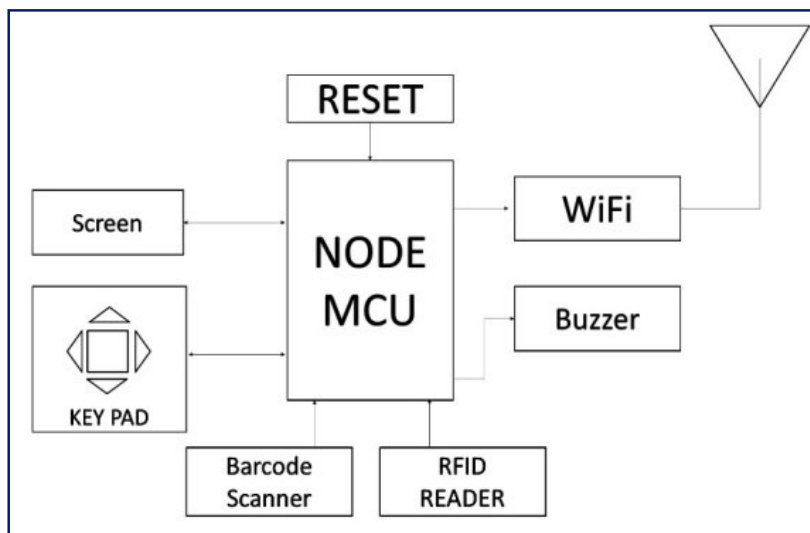 RESET
Screen
NODE
MCU
WiFi
Buzzer
KEY PAD
Barcode
Scanner
RFID
READER